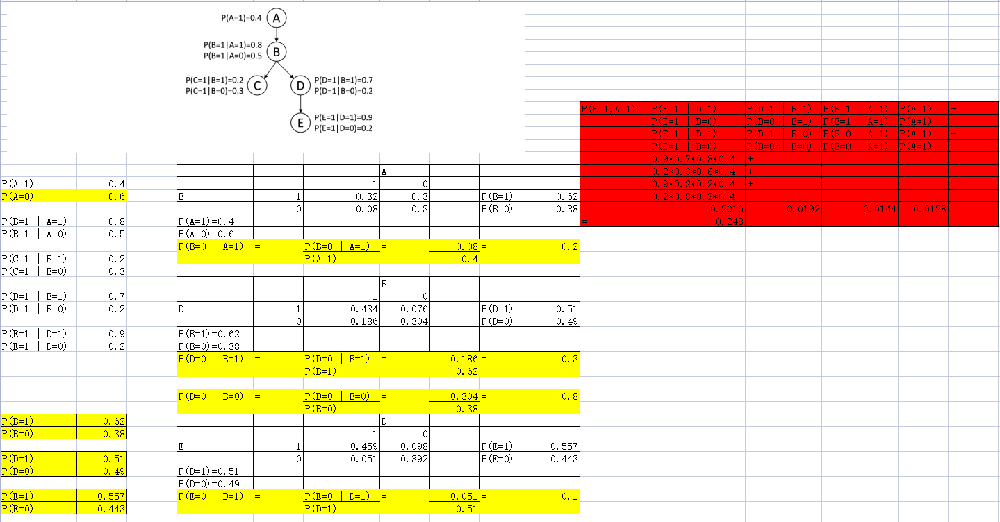 P(A=1)=0.4 A
P(B=1|A=1)=0.8
P(B=1|A=0)=0.5
B
P(C=1|B=1)=0.2
P(C=1|B=0)=0.3
C
D
P(D=1|B=1)=0.7
P(D=1|B=0)=0.2
E
P(E=1|D=1)=0.9
P(E=1|D=0)=0.2
P(E=1,A=1)= P(E=1 | D=1) P(D=1 | B=1) P(B=1 | A=1) P(A=1) +
P(E=1 | D=0) P(D=0 | B=1) P(B=1 | A=1) P(A=1) +
P(E=1 | D=1) P(D=1 | B=0) P(B=0 | A=1) P(A=1) +
P(E=1 | D=0) P(D=0 | B=0) P(B=0 | A=1) P(A=1)
= 0.9*0.7*0.8*0.4 +
0.2*0.3*0.8*0.4 +
0.9*0.2*0.2*0.4 +
0.2*0.8*0.2*0.4
= 0.2016 0.0192 0.0144 0.0128
= 0.248
P(A=1) 0.4
P(A=0) 0.6
P(B=1 | A=1) 0.8
P(B=1 | A=0) 0.5
P(C=1 | B=1) 0.2
P(C=1 | B=0) 0.3
P(D=1 | B=1) 0.7
P(D=1 | B=0) 0.2
P(E=1 | D=1) 0.9
P(E=1 | D=0) 0.2
P(B=1) 0.62
P(B=0) 0.38
P(D=1) 0.51
P(D=0) 0.49
P(E=1) 0.557
P(E=0) 0.443
A
1 0
B 1 0.32 0.3 P(B=1) 0.62
0 0.08 0.3 P(B=0) 0.38
P(A=1)=0.4
P(A=0)=0.6
P(B=0 | A=1) = P(B=0 | A=1) = 0.08 = 0.2
P(A=1) 0.4
B
1 0
D 1 0.434 0.076 P(D=1) 0.51
0 0.186 0.304 P(D=0) 0.49
P(B=1)=0.62
P(B=0)=0.38
P(D=0 | B=1) = P(D=0 | B=1) = 0.186 = 0.3
P(B=1) 0.62
P(D=0 | B=0) = P(D=0 | B=0) = 0.304 = 0.8
P(B=0) 0.38
D
1 0
E 1 0.459 0.098 P(E=1) 0.557
0 0.051 0.392 P(E=0) 0.443
P(D=1)=0.51
P(D=0)=0.49
P(E=0 | D=1) = P(E=0 | D=1) = 0.051 = 0.1
P(D=1) 0.51